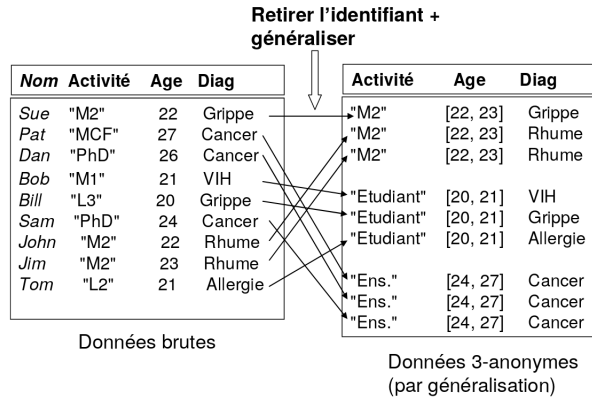 Retirer l'identifiant +
généraliser
Nom Activité Age Diag
Sue "M2" 22 Grippe
Pat "MCF" 27 Cancer
Dan "PhD" 26 Cancer
Bob "M1" 21 VIH
Bill "L3" 20 Grippe
Sam "PhD" 24 Cancer
John "M2" 22 Rhume
Jim "M2" 23 Rhume
Tom "L2" 21 Allergie
Données brutes
Activité Age Diag
"M2" [22, 23] Grippe
"M2" [22, 23] Rhume
"M2" [22, 23] Rhume
"Etudiant" [20, 21] VIH
"Etudiant" [20, 21] Grippe
"Etudiant" [20, 21] Allergie
"Ens." [24, 27] Cancer
"Ens." [24, 27] Cancer
"Ens." [24, 27] Cancer
Données 3-anonymes
(par généralisation)